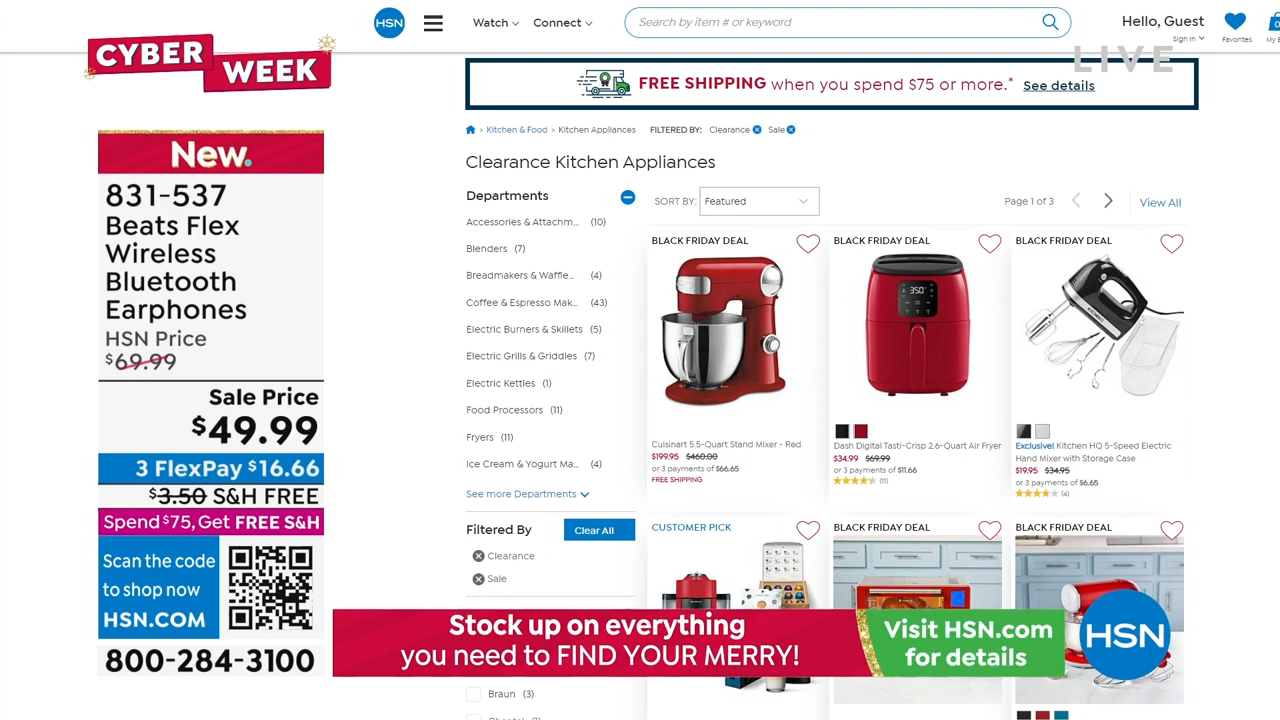 HSN
Watch
Connect
Search by item # or keyword
Hello, Guest
Sign In
Favorites
0
LIVE
CYBER
WEEK
FREE SHIPPING when you spend $75 or more.* See details
> Kitchen & Food > Kitchen Appliances FILTERED BY: Clearance Sale
Clearance Kitchen Appliances
New.
831-537
Beats Flex
Wireless
Bluetooth
Earphones
HSN Price
$69.99
Sale Price
$49.99
3 FlexPay $16.66
$3.50 S&H FREE
Spend $75, Get FREE S&H
Scan the code
to shop now
HSN.COM
800-284-3100
Departments
Accessories & Attachm... (10)
Blenders (7)
Breadmakers & Waffle... (4)
Coffee & Espresso Mak... (43)
Electric Burners & Skillets (5)
Electric Grills & Griddles (7)
Electric Kettles (1)
Food Processors (11)
Fryers (11)
Ice Cream & Yogurt Ma... (4)
See more Departments
Filtered By
Clear All
Clearance
Sale
Braun (3)
SORT BY: Featured
Page 1 of 3
View All
BLACK FRIDAY DEAL
Cuisinart 5.5-Quart Stand Mixer - Red
$199.95 $460.00
or 3 payments of $66.65
FREE SHIPPING
BLACK FRIDAY DEAL
350°
Dash Digital Tasti-Crisp 2.6-Quart Air Fryer
$34.99 $69.99
or 3 payments of $11.66
(11)
BLACK FRIDAY DEAL
Exclusive! Kitchen HQ 5-Speed Electric
Hand Mixer with Storage Case
$19.95 $34.95
or 3 payments of $6.65
(4)
CUSTOMER PICK
BLACK FRIDAY DEAL
BLACK FRIDAY DEAL
Stock up on everything
you need to FIND YOUR MERRY!
Visit HSN.com
for details
HSN